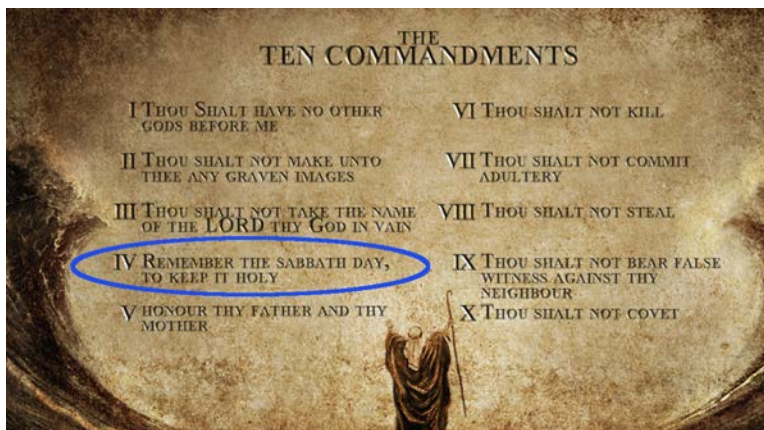 THE
TEN COMMANDMENTS
I THOU SHALT HAVE NO OTHER
GODS BEFORE ME
II THOU SHALT NOT MAKE UNTO
THEE ANY GRAVEN IMAGES
III THOU SHALT NOT TAKE THE NAME
OF THE LORD THY GOD IN VAIN
IV REMEMBER THE SABBATH DAY,
TO KEEP IT HOLY
V HONOUR THY FATHER AND THY
MOTHER
VI THOU SHALT NOT KILL
VII THOU SHALT NOT COMMIT
ADULTERY
VIII THOU SHALT NOT STEAL
IX THOU SHALT NOT BEAR FALSE
WITNESS AGAINST THY
NEIGHBOUR
X THOU SHALT NOT COVET